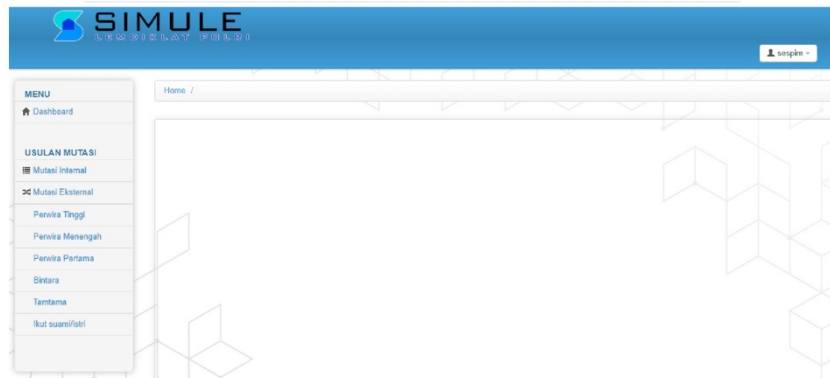 SIMULE
LEMDIKLAT POLRI
sespim
MENU
Home /
Dashboard
USULAN MUTASI
Mutasi Internal
Mutasi Eksternal
Perwira Tinggi
Perwira Menengah
Perwira Pertama
Bintara
Tamtama
Ikut suami/istri